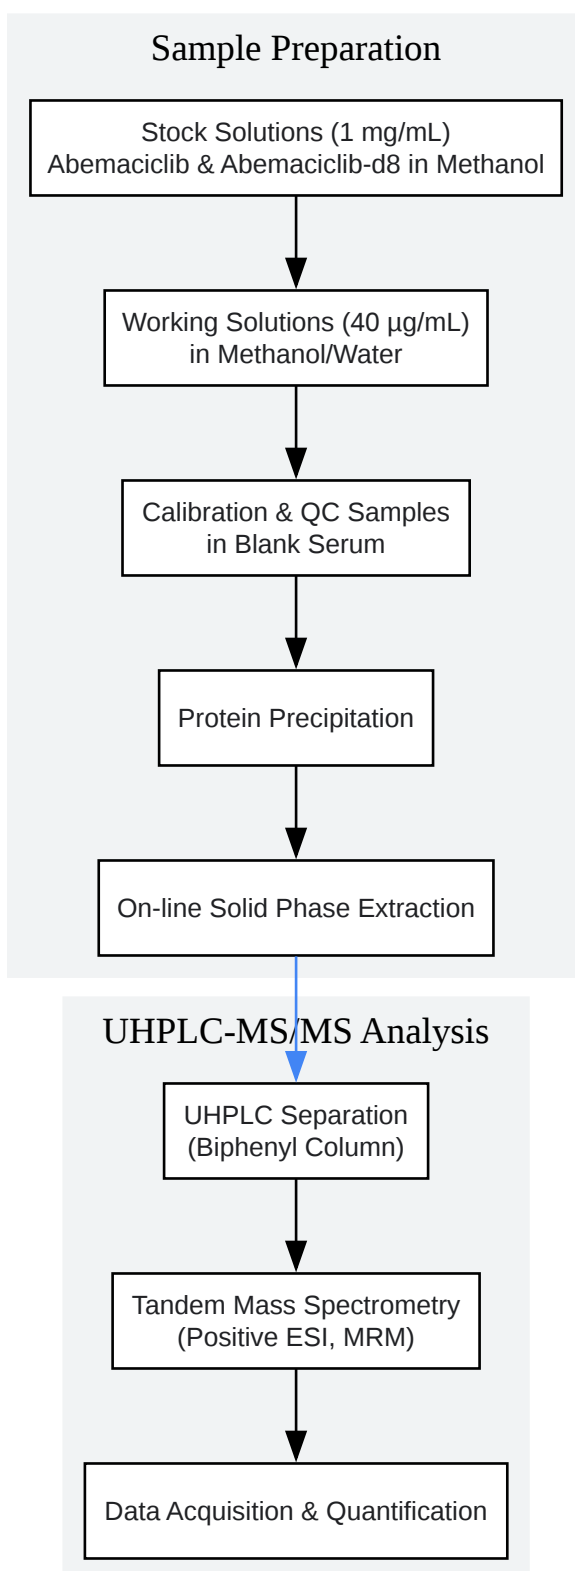 Sample Preparation
Stock Solutions (1 mg/mL)
Abemaciclib & Abemaciclib-d8 in Methanol
Working Solutions (40 µg/mL)
in Methanol/Water
Calibration & QC Samples
in Blank Serum
Protein Precipitation
On-line Solid Phase Extraction
UHPLC-MS/MS Analysis
UHPLC Separation
(Biphenyl Column)
Tandem Mass Spectrometry
(Positive ESI, MRM)
Data Acquisition & Quantification